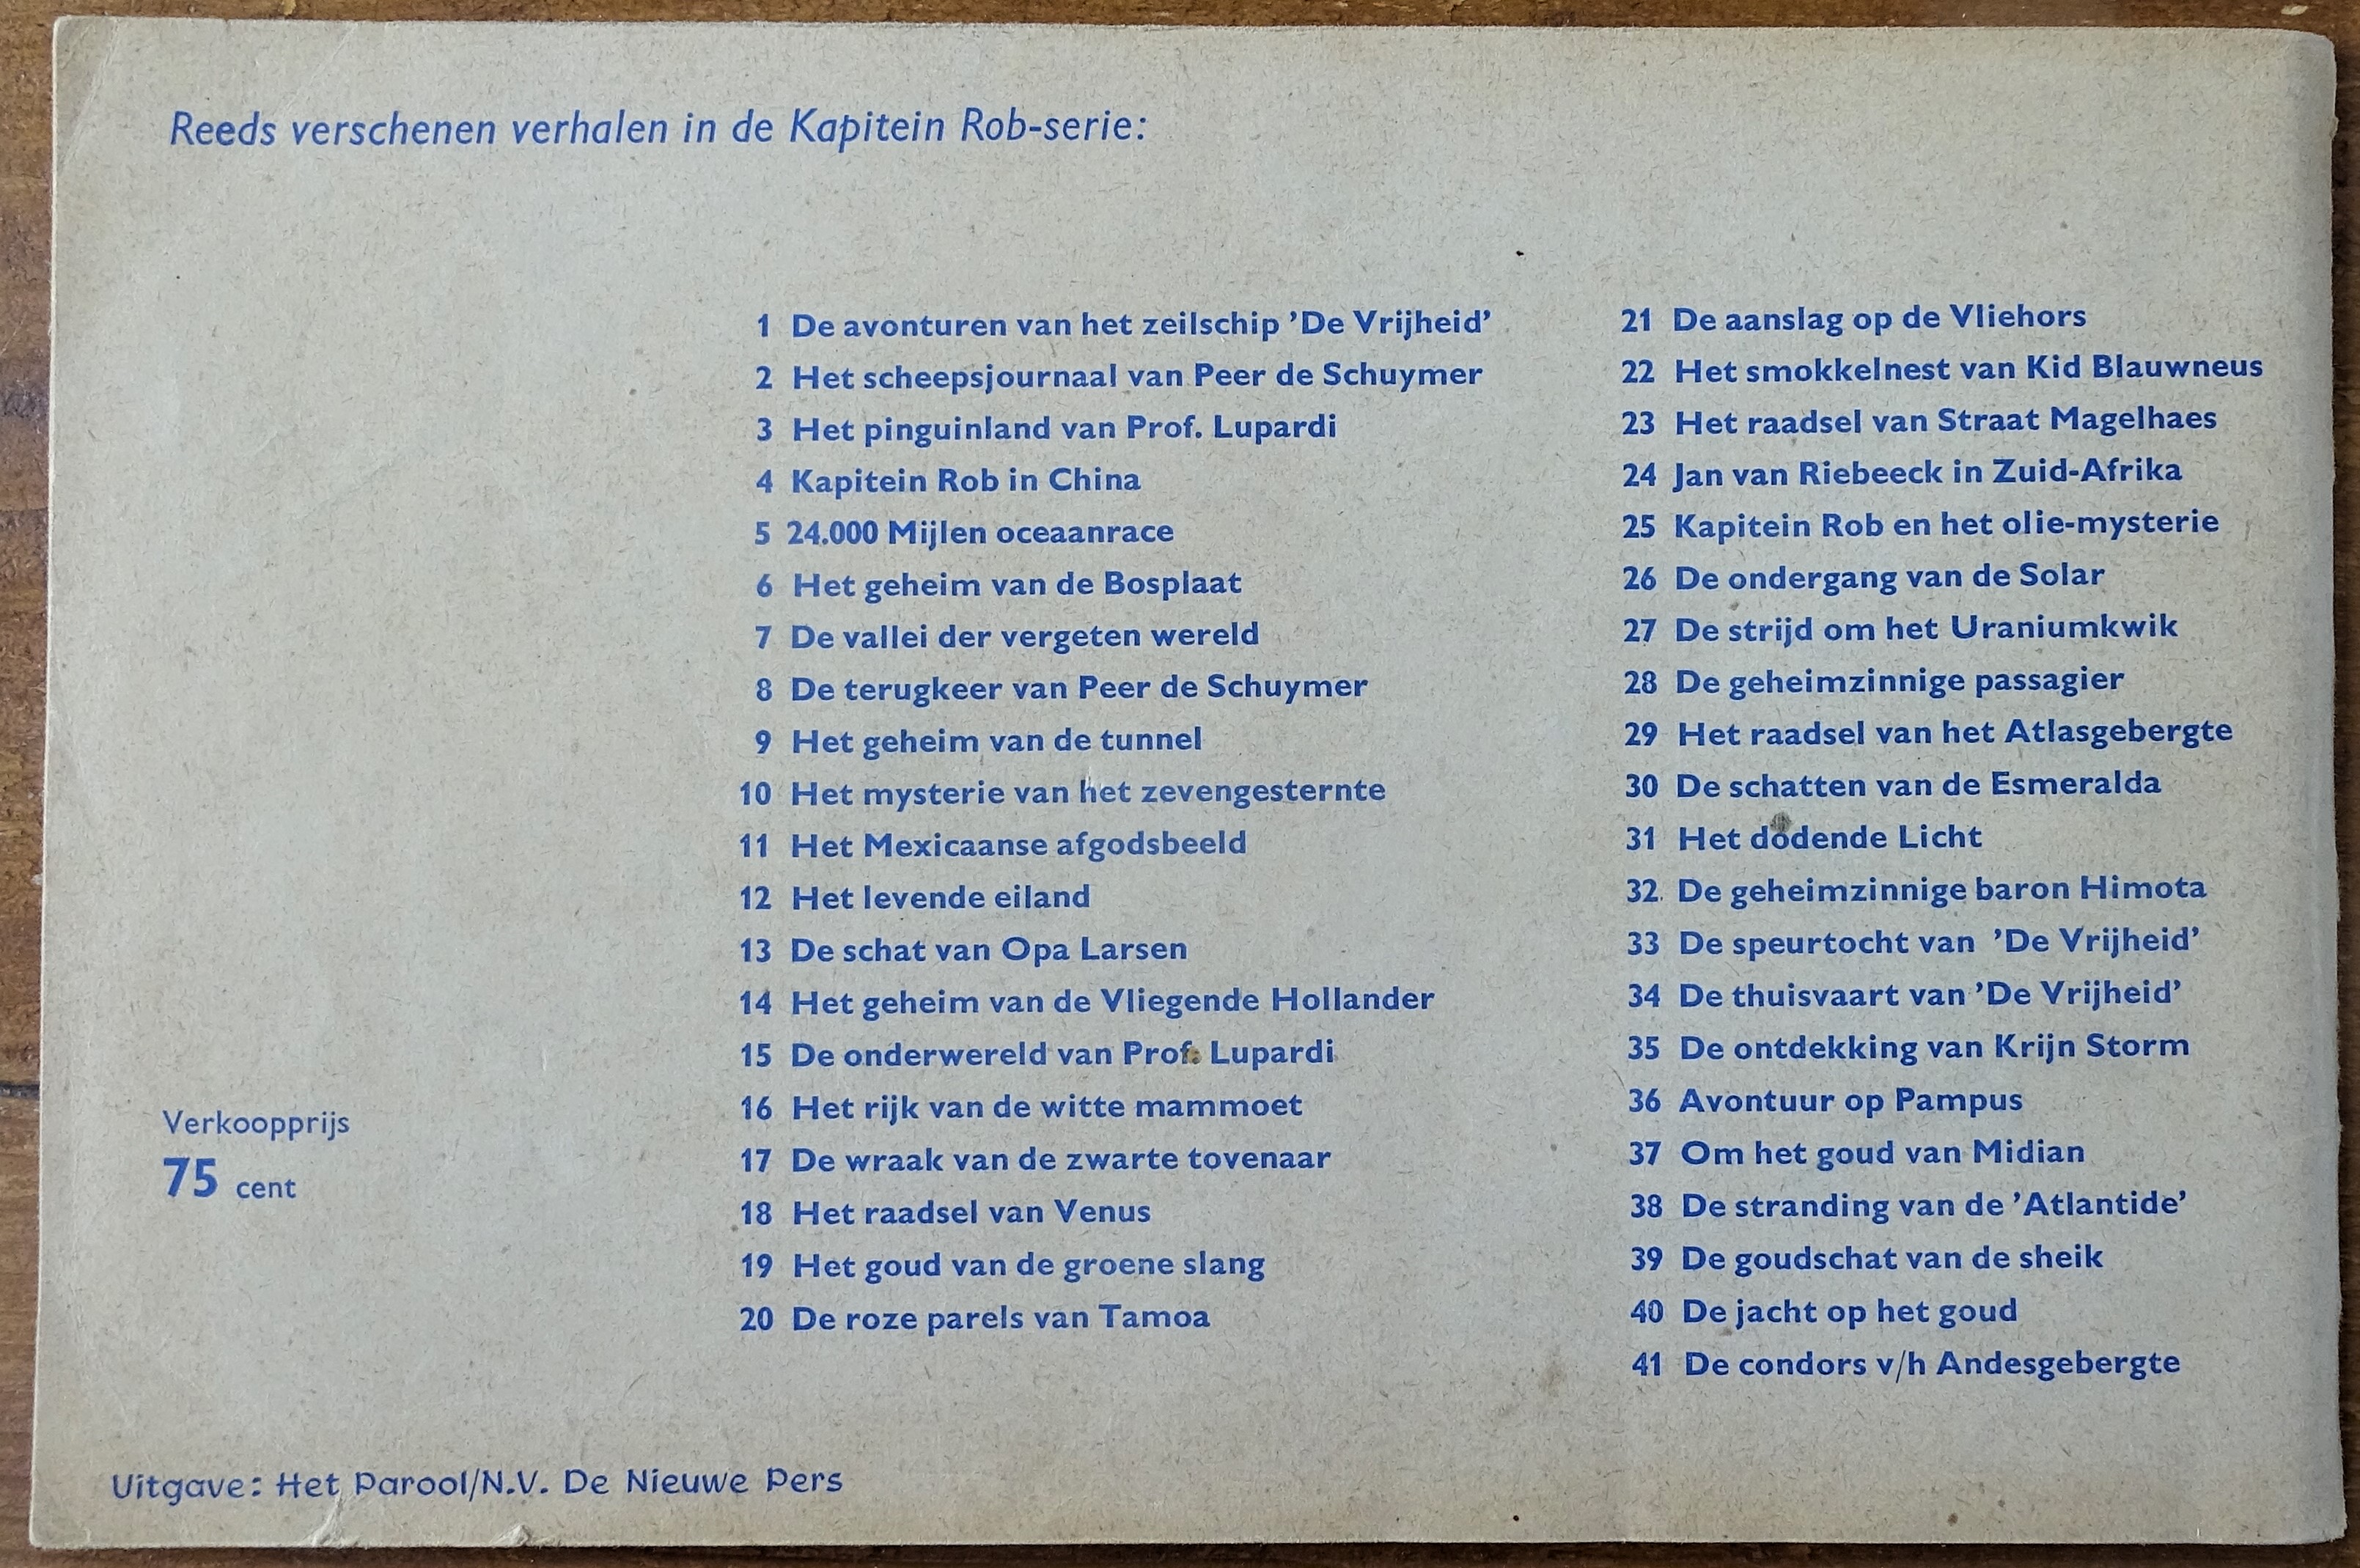 Reeds verschenen verhalen in de Kapitein Rob-serie:
1 De avonturen van het zeilschip ’De Vrijheid’
2 Het scheepsjournaal van Peer de Schuymer
3 Het pinguinland van Prof. Lupardi
4 Kapitein Rob in China
5 24.000 Mijlen oceaanrace
6 Het geheim van de Bosplaat
7 De vallei der vergeten wereld
8 De terugkeer van Peer de Schuymer
9 Het geheim van de tunnel
10 Het mysterie van het zevengesternte
11 Het Mexicaanse afgodsbeeld
12 Het levende eiland
13 De schat van Opa Larsen
14 Het geheim van de Vliegende Hollander
15 De onderwereld van Prof. Lupardi
16 Het rijk van de witte mammoet
17 De wraak van de zwarte tovenaar
18 Het raadsel van Venus
19 Het goud van de groene slang
20 De roze parels van Tamoa
21 De aanslag op de Vliehors
22 Het smokkelnest van Kid Blauwneus
23 Het raadsel van Straat Magelhaes
24 Jan van Riebeeck in Zuid-Afrika
25 Kapitein Rob en het olie-mysterie
26 De ondergang van de Solar
27 De strijd om het Uraniumkwik
28 De geheimzinnige passagier
29 Het raadsel van het Atlasgebergte
30 De schatten van de Esmeralda
31 Het dodende Licht
32. De geheimzinnige baron Himota
33 De speurtocht van ’De Vrijheid’
34 De thuisvaart van ’De Vrijheid’
35 De ontdekking van Krijn Storm
36 Avontuur op Pampus
37 Om het goud van Midian
38 De stranding van de ’Atlantide’
39 De goudschat van de sheik
40 De jacht op het goud
41 De condors v/h Andesgebergte
Verkoopprijs
75 cent
Uitgave: Het Parool/N.V. De Nieuwe Pers